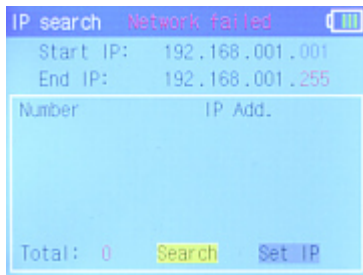 IP search Network failed
Start IP: 192.168.001.001
End IP: 192.168.001.255
Number IP Add.
Total: 0 Search Set IP